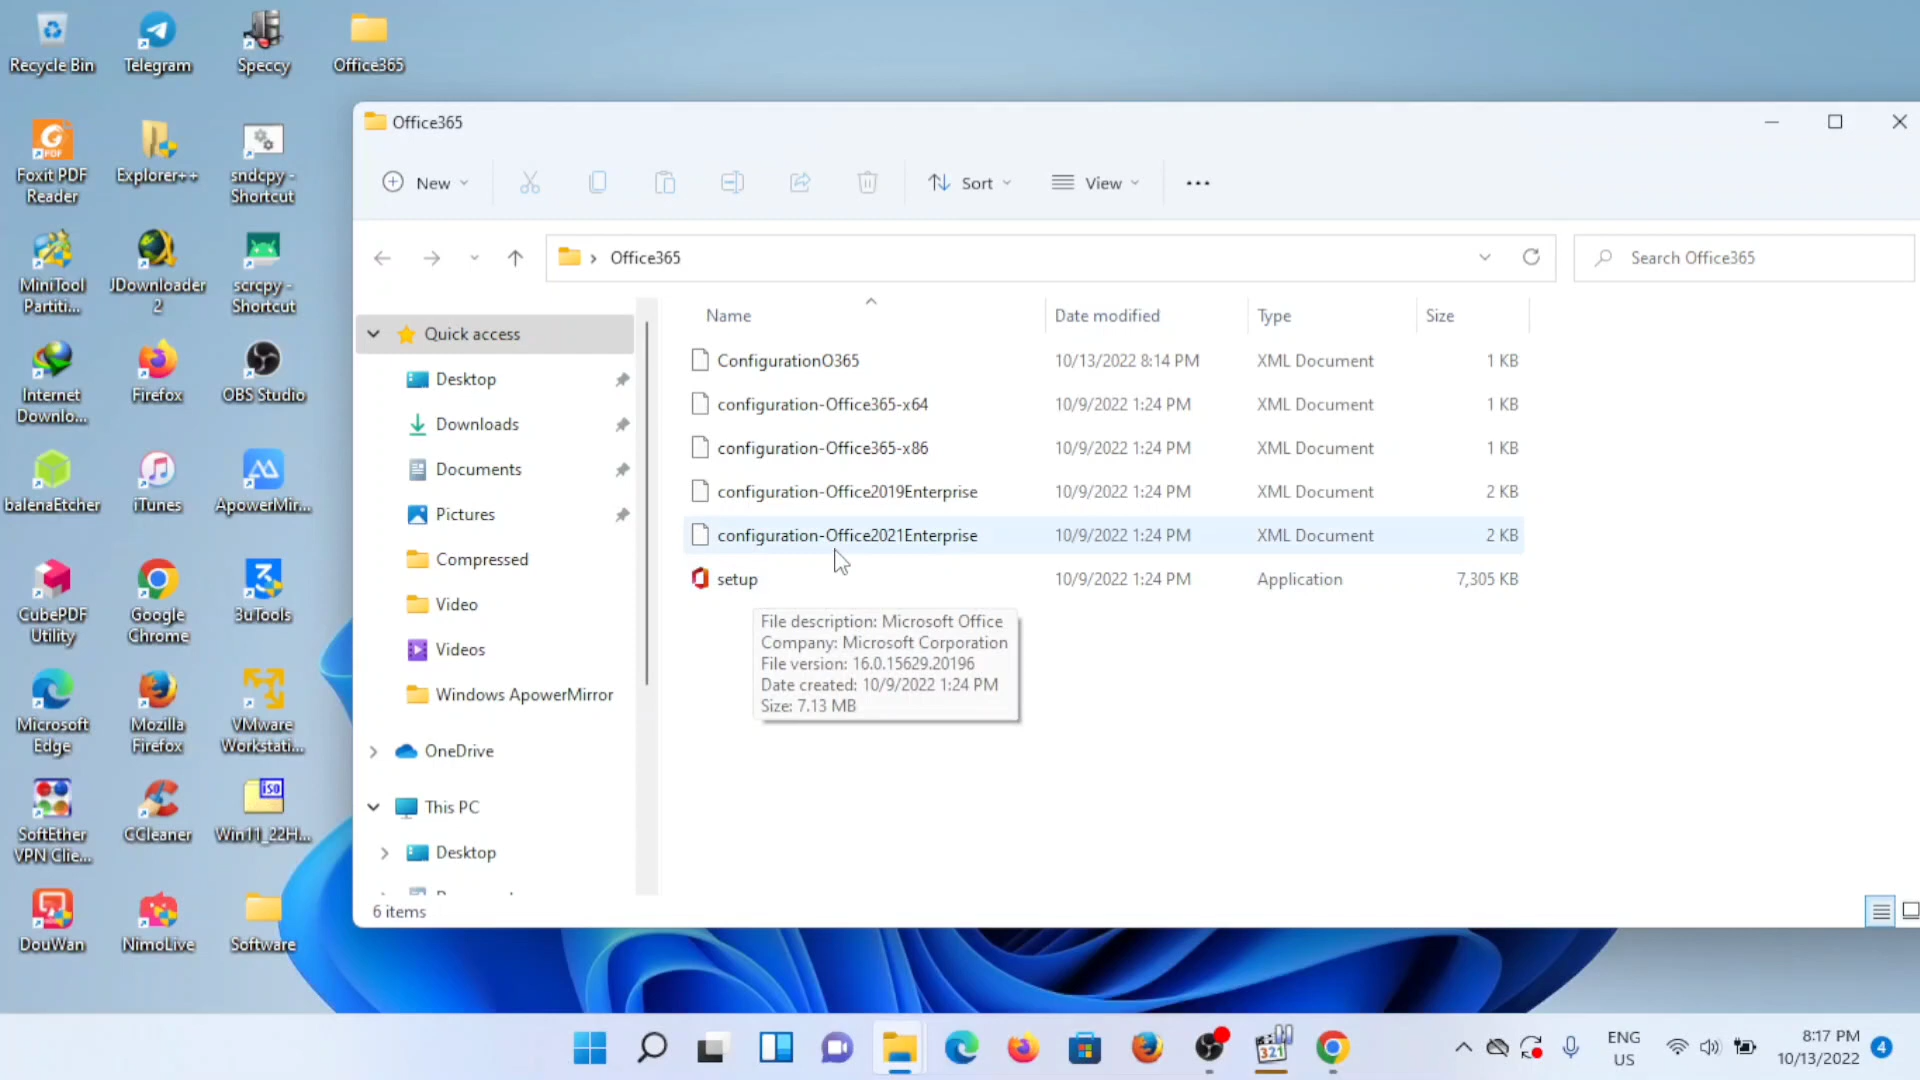 Recycle Bin
Telegram
Speccy
Office365
Foxit PDF
Reader
Explorer++
sndcpy -
Shortcut
MiniTool
Partiti...
JDownloader
2
scrcpy -
Shortcut
Internet
Downlo...
Firefox
OBS Studio
balenaEtcher
iTunes
ApowerMir...
CubePDF
Utility
Google
Chrome
3uTools
Microsoft
Edge
Mozilla
Firefox
VMware
Workstati...
SoftEther
VPN Clie...
CCleaner
Win11_22H...
DouWan
NimoLive
Software
Office365
New
Sort
View
Office365
Search Office365
Quick access
Desktop
Downloads
Documents
Pictures
Compressed
Video
Videos
Windows ApowerMirror
OneDrive
This PC
Desktop
Name Date modified Type Size
ConfigurationO365 10/13/2022 8:14 PM XML Document 1 KB
configuration-Office365-x64 10/9/2022 1:24 PM XML Document 1 KB
configuration-Office365-x86 10/9/2022 1:24 PM XML Document 1 KB
configuration-Office2019Enterprise 10/9/2022 1:24 PM XML Document 2 KB
configuration-Office2021Enterprise 10/9/2022 1:24 PM XML Document 2 KB
setup 10/9/2022 1:24 PM Application 7,305 KB
File description: Microsoft Office
Company: Microsoft Corporation
File version: 16.0.15629.20196
Date created: 10/9/2022 1:24 PM
Size: 7.13 MB
6 items
321
ENG
US
8:17 PM
10/13/2022
4